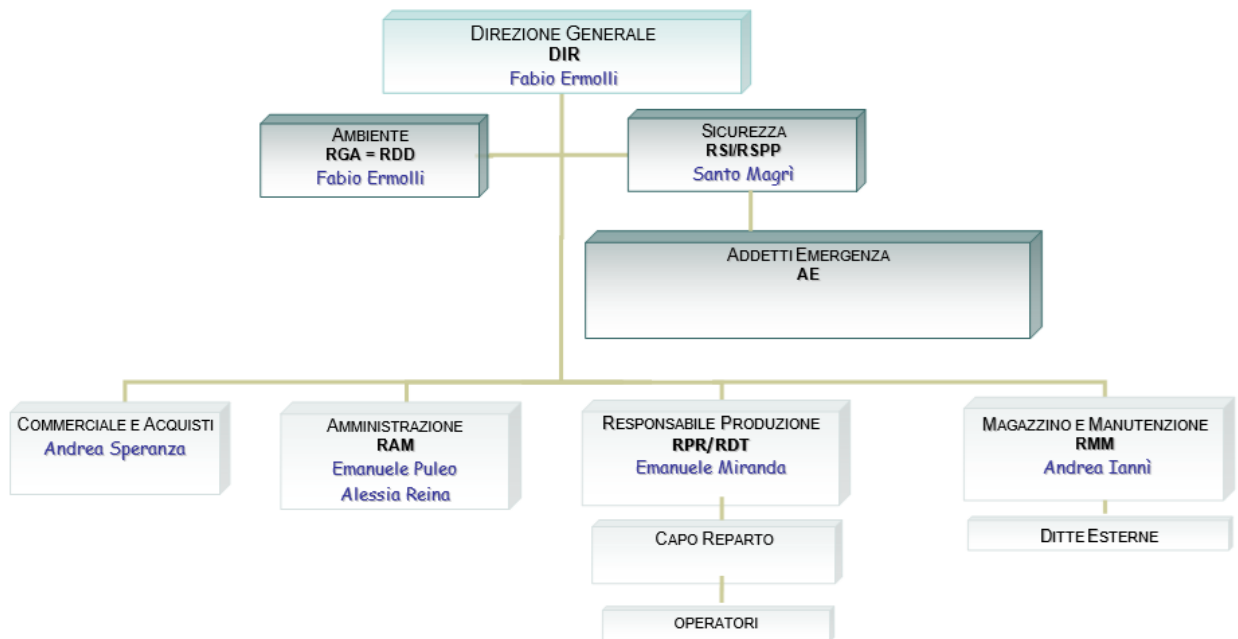 DIREZIONE GENERALE
DIR
Fabio Ermolli
AMBIENTE
RGA = RDD
Fabio Ermolli
SICUREZZA
RSI/RSPP
Santo Magrì
ADDETTI EMERGENZA
AE
COMMERCIALE E ACQUISTI
Andrea Speranza
AMMINISTRAZIONE
RAM
Emanuele Puleo
Alessia Reina
RESPONSABILE PRODUZIONE
RPR/RDT
Emanuele Miranda
MAGAZZINO E MANUTENZIONE
RMM
Andrea Iannì
CAPO REPARTO
DITTE ESTERNE
OPERATORI